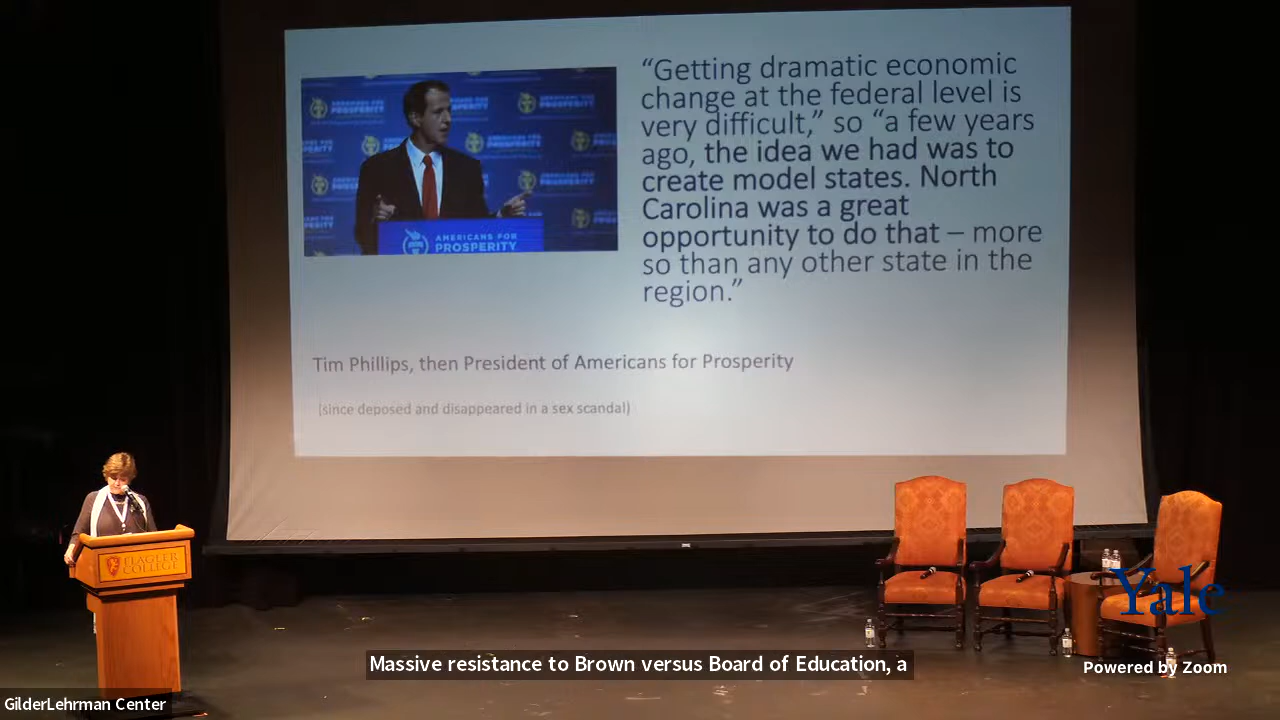 “Getting dramatic economic
change at the federal level is
very difficult,” so “a few years
ago, the idea we had was to
create model states. North
Carolina was a great
opportunity to do that – more
so than any other state in the
region.”
AMERICANS FOR
PROSPERITY
AMERICANS FOR
PROSPERITY
Tim Phillips, then President of Americans for Prosperity
(since deposed and disappeared in a sex scandal)
FLAGLER
COLLEGE
Yale
Massive resistance to Brown versus Board of Education, a
Powered by Zoom
GilderLehrman Center